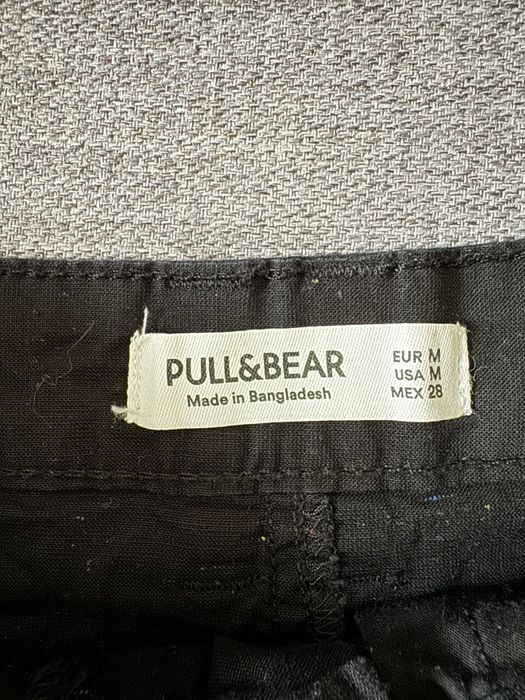 PULL&BEAR
Made in Bangladesh
EUR M
USA M
MEX 28